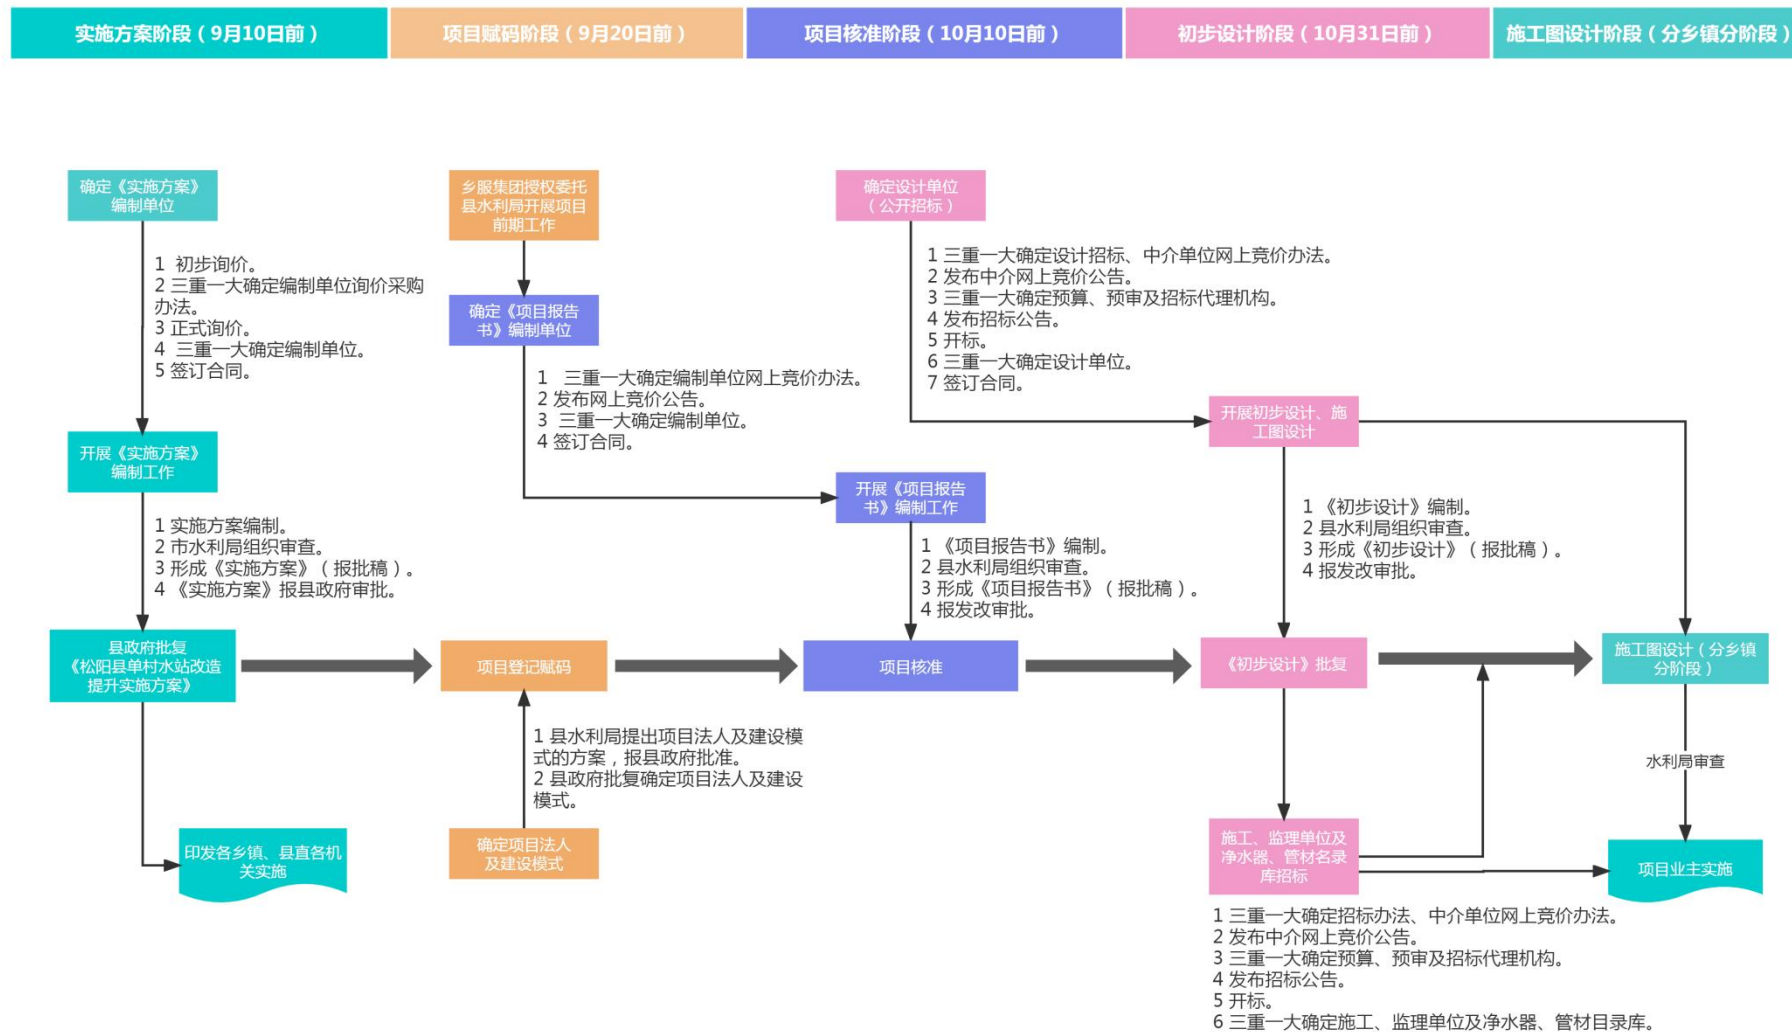 实施方案阶段（9月10日前）
项目赋码阶段（9月20日前）
项目核准阶段（10月10日前）
初步设计阶段（10月31日前）
施工图设计阶段（分乡镇分阶段）
确定《实施方案》
编制单位
1 初步询价。
2 三重一大确定编制单位询价采购
办法。
3 正式询价。
4 三重一大确定编制单位。
5 签订合同。
开展《实施方案》
编制工作
1 实施方案编制。
2 市水利局组织审查。
3 形成《实施方案》（报批稿）。
4 《实施方案》报县政府审批。
县政府批复
《松阳县单村水站改造
提升实施方案》
印发各乡镇、县直各机
关实施
乡服集团授权委托
县水利局开展项目
前期工作
确定《项目报告
书》编制单位
1 三重一大确定编制单位网上竞价办法。
2 发布网上竞价公告。
3 三重一大确定编制单位。
4 签订合同。
项目登记赋码
1 县水利局提出项目法人及建设模
式的方案，报县政府批准。
2 县政府批复确定项目法人及建设
模式。
确定项目法人
及建设模式
确定设计单位
（公开招标）
1 三重一大确定设计招标、中介单位网上竞价办法。
2 发布中介网上竞价公告。
3 三重一大确定预算、预审及招标代理机构。
4 发布招标公告。
5 开标。
6 三重一大确定设计单位。
7 签订合同。
开展《项目报告
书》编制工作
1 《项目报告书》编制。
2 县水利局组织审查。
3 形成《项目报告书》（报批稿）。
4 报发改审批。
项目核准
开展初步设计、施
工图设计
1 《初步设计》编制。
2 县水利局组织审查。
3 形成《初步设计》（报批稿）。
4 报发改审批。
《初步设计》批复
施工、监理单位及
净水器、管材名录
库招标
1 三重一大确定招标办法、中介单位网上竞价办法。
2 发布中介网上竞价公告。
3 三重一大确定预算、预审及招标代理机构。
4 发布招标公告。
5 开标。
6 三重一大确定施工、监理单位及净水器、管材目录库。
施工图设计（分乡镇
分阶段）
水利局审查
项目业主实施